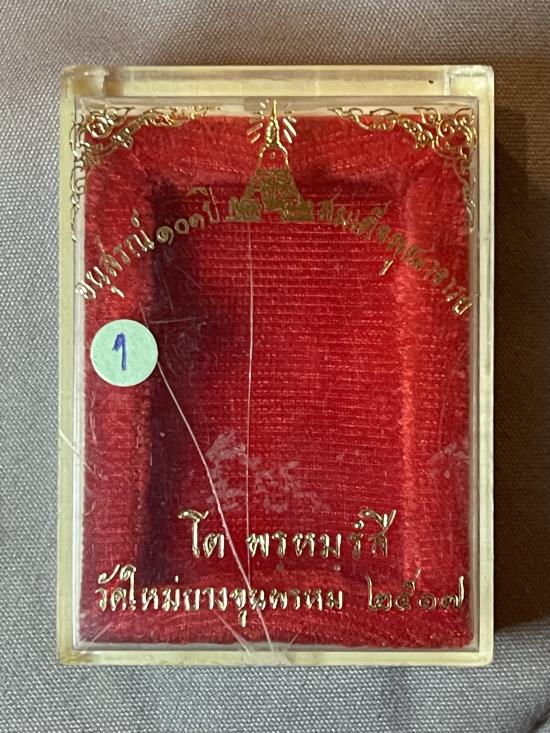 อนุสรณ์ ๑๐๑ ปี สมเด็จพุฒาจารย์
1
โต พฺรหฺมฺรํสี
วัดใหม่บางขุนพรหม ๒๕๑๗